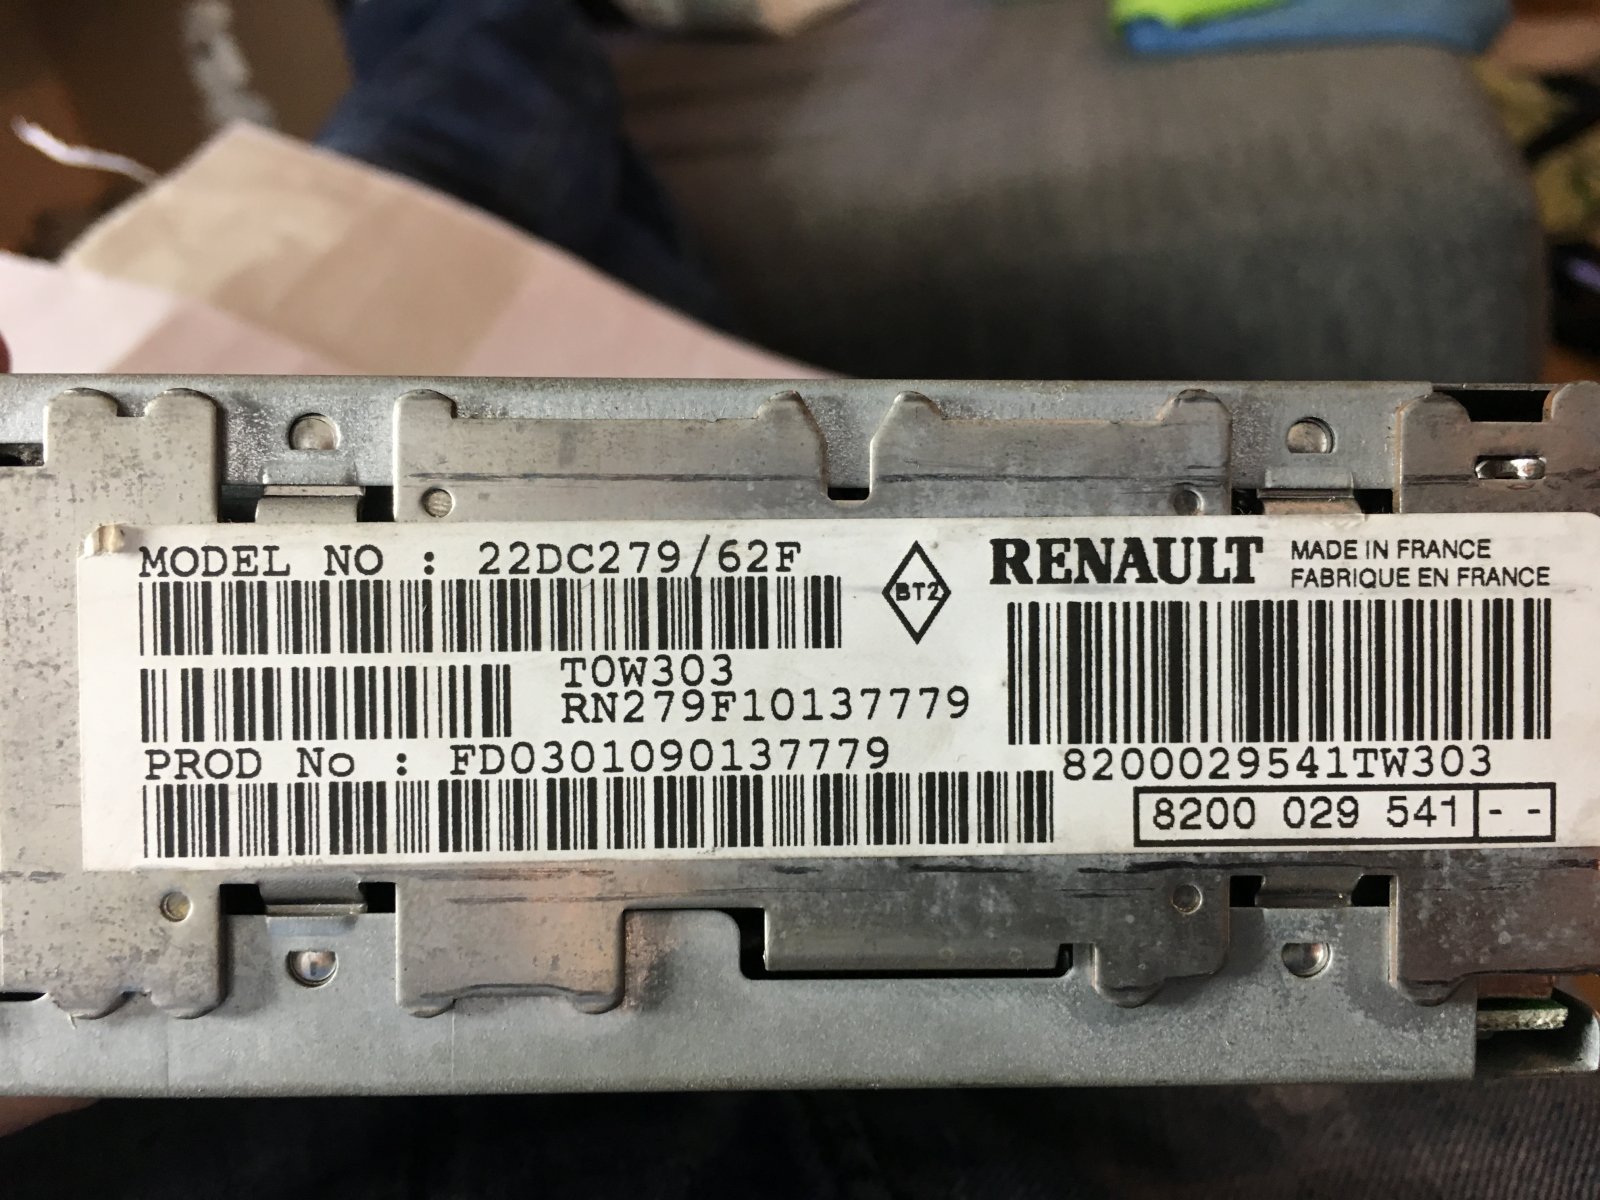 MODEL NO : 22DC279/62F
BT2
RENAULT
MADE IN FRANCE
FABRIQUE EN FRANCE
TOW303
RN279F10137779
PROD No : FD0301090137779
8200029541TW303
8200 029 541 - -